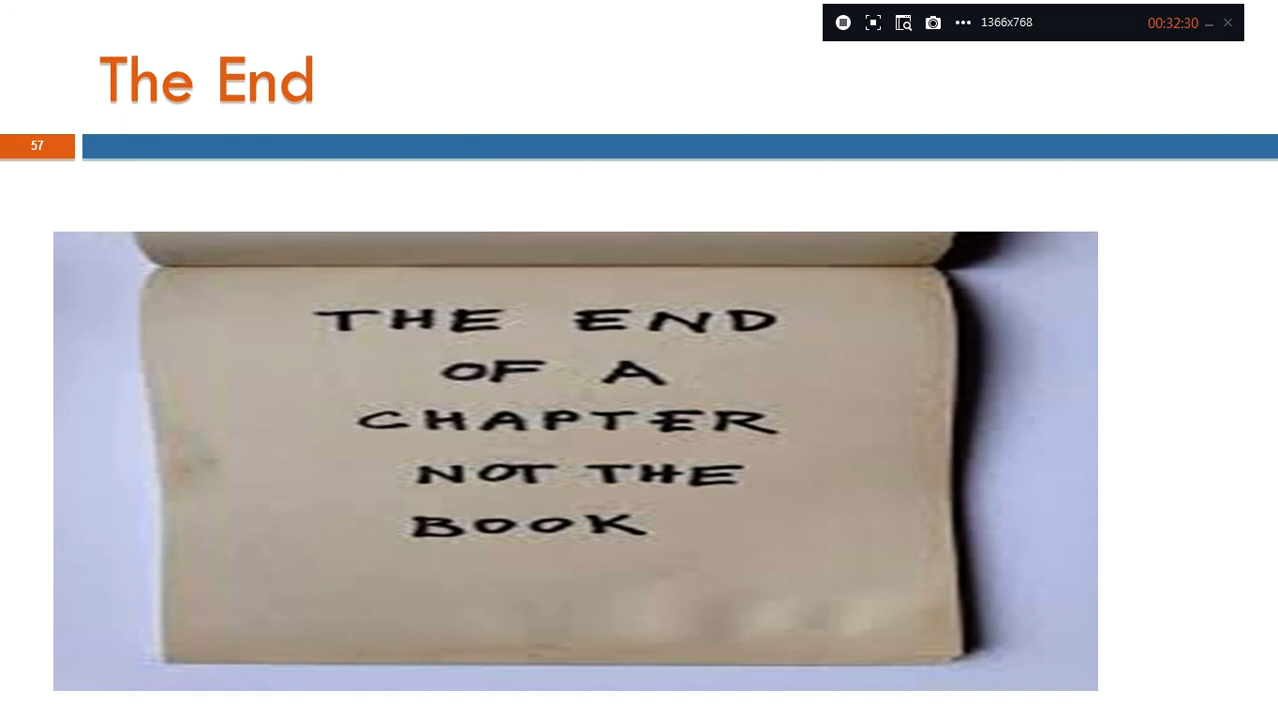 1366x768
00:32:30
The End
57
THE END
OF A
CHAPTER
NOT THE
BOOK